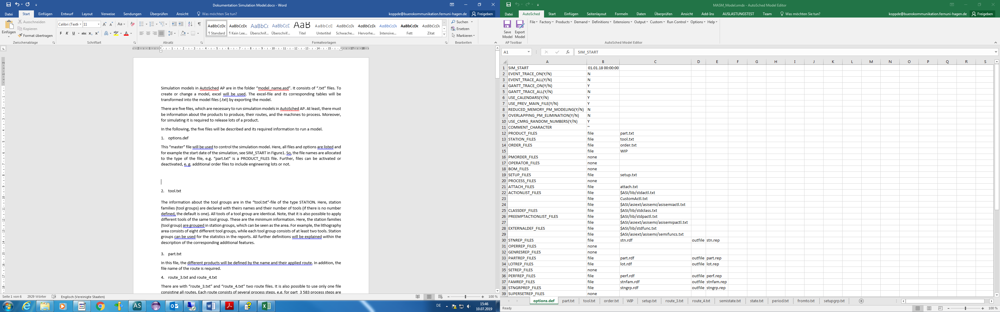 Dokumentation Simulation Model.docx - Word
Datei Start Einfügen Entwurf Layout Verweise Sendungen Überprüfen Ansicht Was möchten Sie tun? koppde@buerokommunikation.fernuni-hagen.de Freigeben
Einfügen Ausschneiden Kopieren Format übertragen Zwischenablage
Calibri (Textk 11 Schriftart
Absatz
AaBbCcDc AaBbCcDc AaBbCc AaBbCcC AaB AaBbCcC AaBbCcDc AaBbCcDc AaBbCcDc AaBbCcDc AaBbCcDc
¶ Standard ¶ Kein Lee... Überschrif... Überschrif... Titel Untertitel Schwache... Hervorhe... Intensive... Fett Zitat
Formatvorlagen
Suchen Ersetzen Markieren Bearbeiten
Simulation models in AutoSched AP are in the folder “model_name.asd”. It consists of “.txt” files. To
create or change a model, excel will be used. The excel-file and its corresponding tables will be
transformed into the model files (.txt) by exporting the model.
There are five files, which are necessary to run simulation models in AutoSched AP. At least, there must
be information about the products to produce, their routes, and the machines to process. Moreover,
for simulating it is required to release lots of a product.
In the following, the five files will be described and its required information to run a model.
1. options.def
This “master” file will be used to control the simulation model. Here, all files and options are listed and
for example the start date of the simulation, see SIM_START in Figure1. So, the file names are allocated
to the type of the file, e.g. “part.txt” is a PRODUCT_FILES file. Further, files can be activated or
deactivated, e. g. additional order files to include engineering lots or not.
2. tool.txt
The information about the tool groups are in the “tool.txt”-file of the type STATION. Here, station
families (tool groups) are declared with theirs names and their number of tools (if there is no number
defined, the default is one). All tools of a tool group are identical. Note, that it is also possible to apply
different tools of the same tool group. These are the minimum information. Here, the station families
(tool group) are grouped in station groups, which can be seen as the area. For example, the lithography
area consists of eight different tool groups, while each tool group consists of at least two tools. Station
groups can be used for the statistics in the reports. All further definitions will be explained within the
description of the corresponding additional features.
3. part.txt
In this file, the different products will be defined by the name and their applied route. In addition, the
file name of the route is required.
4. route_3.txt and route_4.txt
There are with “route_3.txt” and “route_4.txt” two route files. It is also possible to use only one file
consisting all routes. Each route consists of several process steps, e.g. for part_3 583 process steps are
Seite 1 von 6 2929 Wörter Englisch (Vereinigte Staaten) 100 %
MASM_Model.xmdx - AutoSched Model Editor
Datei AutoSched Start Einfügen Seitenlayout Formeln Daten Überprüfen Ansicht Add-Ins AUSLASTUNGSTEST Team Was möchten Sie tun? koppde@buerokommunikation.fernuni-hagen.de Freigeben
Save Model Export Model AP Toolbar
File Factory Products Demand Definitions Extensions Output Custom Run Control Options Help
AutoSched Model Editor
A1 fx SIM_START
A B C D E F G H I J K L M N O P Q R S
1 SIM_START 01.01.18 00:00:00
2 EVENT_TRACE_ON(Y/N) N
3 EVENT_TRACE_ALL(Y/N) N
4 GANTT_TRACE_ON(Y/N) Y
5 GANTT_TRACE_ALL(Y/N) N
6 USE_CALENDARS(Y/N) Y
7 USE_PREV_MAIN_FILE(Y/N) Y
8 REDUCED_MEMORY_PM_MODELING(Y/N) N
9 OVERLAPPING_PM_ELIMINATION(Y/N) N
10 USE_CMRG_RANDOM_NUMBERS(Y/N) Y
11 COMMENT_CHARACTER ~
12 PRODUCT_FILES file part.txt
13 STATION_FILES file tool.txt
14 ORDER_FILES file order.txt
15 file WIP
16 PMORDER_FILES none
17 OPERATOR_FILES none
18 BOM_FILES none
19 SETUP_FILES file setup.txt
20 PROCESS_FILES none
21 ATTACH_FILES file attach.txt
22 ACTIONLIST_FILES file $ASI/lib/stdactl.txt
23 file CustomActl.txt
24 file $ASI/asiext/asisemi/asisemiactl.txt
25 CLASSDEF_FILES file $ASI/lib/stdclass.txt
26 PREEMPTACTIONLIST_FILES file $ASI/lib/stdpactl.txt
27 file $ASI/asiext/asisemi/asisemipactl.txt
28 EXTERNALDEF_FILES file $ASI/lib/stdfunc.txt
29 file $ASI/asiext/asisemi/semifuncs.txt
30 STNREP_FILES file stn.rdf outfile stn.rep
31 OPERREP_FILES none
32 GENRESREP_FILES none
33 PARTREP_FILES file part.rdf outfile part.rep
34 LOTREP_FILES file lot.rdf outfile lot.rep
35 SETREP_FILES none
36 PERFREP_FILES file perf.rdf outfile perf.rep
37 FAMREP_FILES file stnfam.rdf outfile stnfam.rep
38 STNGRPREP_FILES file stngrp.rdf outfile stngrp.rep
39 SUPERSETREP_FILES none
options.def part.txt tool.txt order.txt WIP setup.txt route_3.txt route_4.txt semistate.txt state.txt period.txt fromto.txt setupgrp.txt
Ready 100 %
DE 15:46
10.07.2019